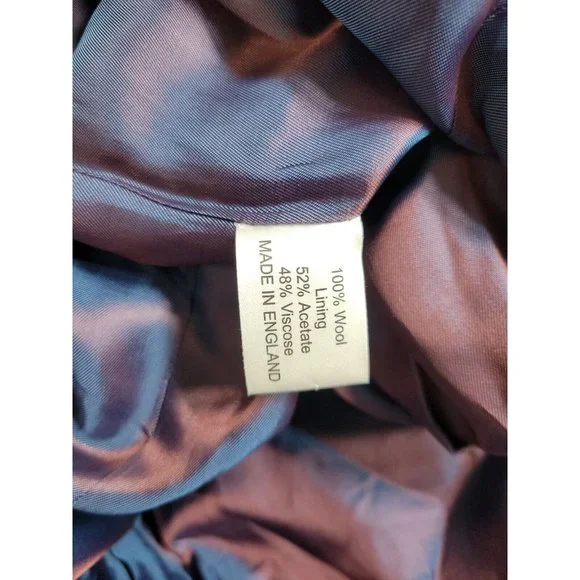 100% Wool
Lining
52% Acetate
48% Viscose
MADE IN ENGLAND